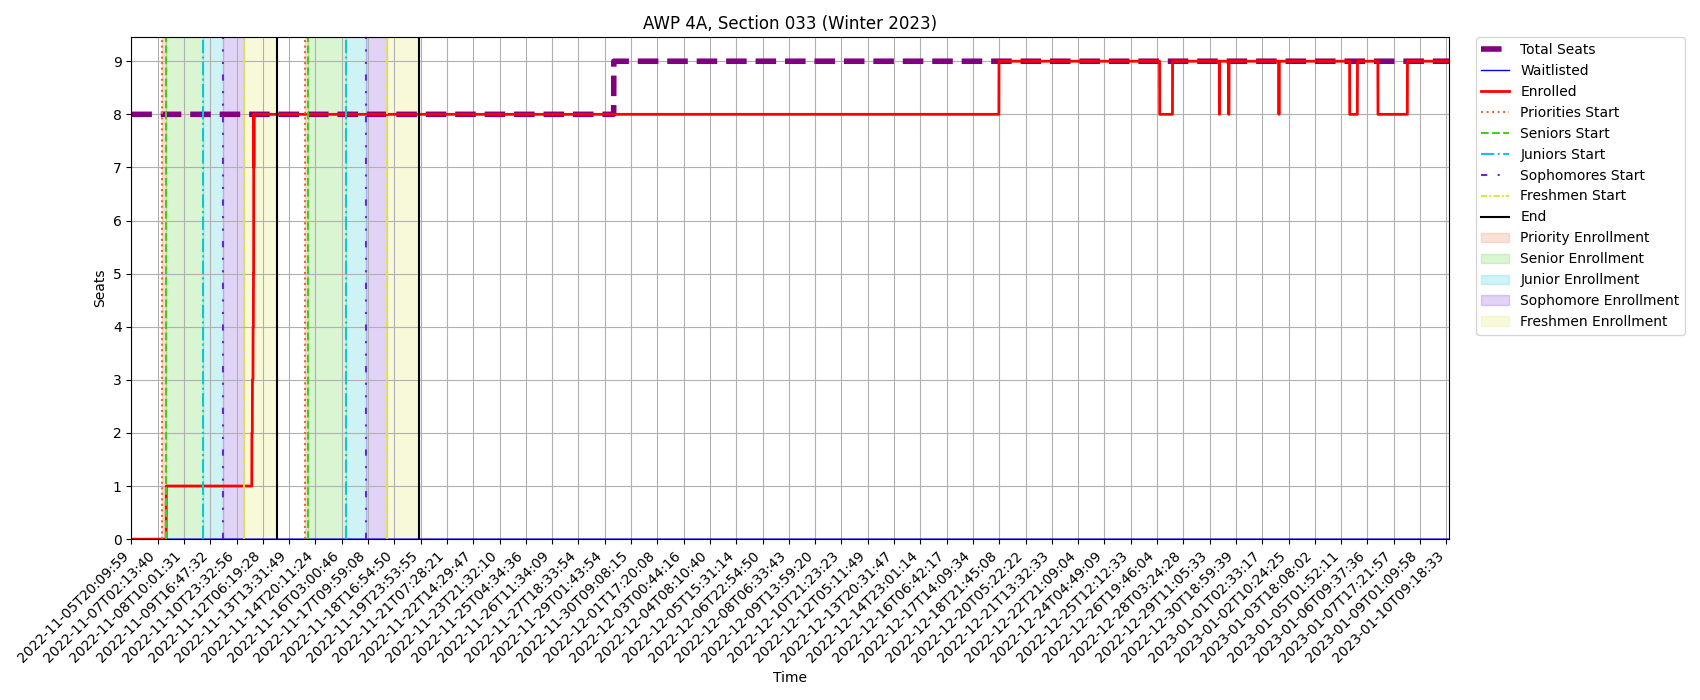 AWP 4A, Section 033 (Winter 2023)
Seats
9
8
7
6
5
4
3
2
1
0
2022-11-05T20:09:59
2022-11-07T02:13:40
2022-11-08T10:01:31
2022-11-09T16:47:32
2022-11-10T23:32:56
2022-11-12T06:19:28
2022-11-13T13:31:49
2022-11-14T20:11:24
2022-11-16T03:00:46
2022-11-17T09:59:08
2022-11-18T16:54:50
2022-11-19T23:53:55
2022-11-21T07:28:21
2022-11-22T14:29:47
2022-11-23T21:32:10
2022-11-25T04:34:36
2022-11-26T11:34:09
2022-11-27T18:33:54
2022-11-29T01:43:54
2022-11-30T09:08:15
2022-12-01T17:20:08
2022-12-03T00:44:16
2022-12-04T08:10:40
2022-12-05T15:31:14
2022-12-06T22:54:50
2022-12-08T06:33:43
2022-12-09T13:59:20
2022-12-10T21:23:23
2022-12-12T05:11:49
2022-12-13T20:31:47
2022-12-14T23:01:14
2022-12-16T06:42:17
2022-12-17T14:09:34
2022-12-18T21:45:08
2022-12-20T05:22:22
2022-12-21T13:32:33
2022-12-22T21:09:04
2022-12-24T04:49:09
2022-12-25T12:12:33
2022-12-26T19:46:04
2022-12-28T03:24:28
2022-12-29T11:05:33
2022-12-30T18:59:39
2023-01-01T02:33:17
2023-01-02T10:24:25
2023-01-03T18:08:02
2023-01-05T01:52:11
2023-01-06T09:37:36
2023-01-07T17:21:57
2023-01-09T01:09:58
2023-01-10T09:18:33
Time
Total Seats
Waitlisted
Enrolled
Priorities Start
Seniors Start
Juniors Start
Sophomores Start
Freshmen Start
End
Priority Enrollment
Senior Enrollment
Junior Enrollment
Sophomore Enrollment
Freshmen Enrollment